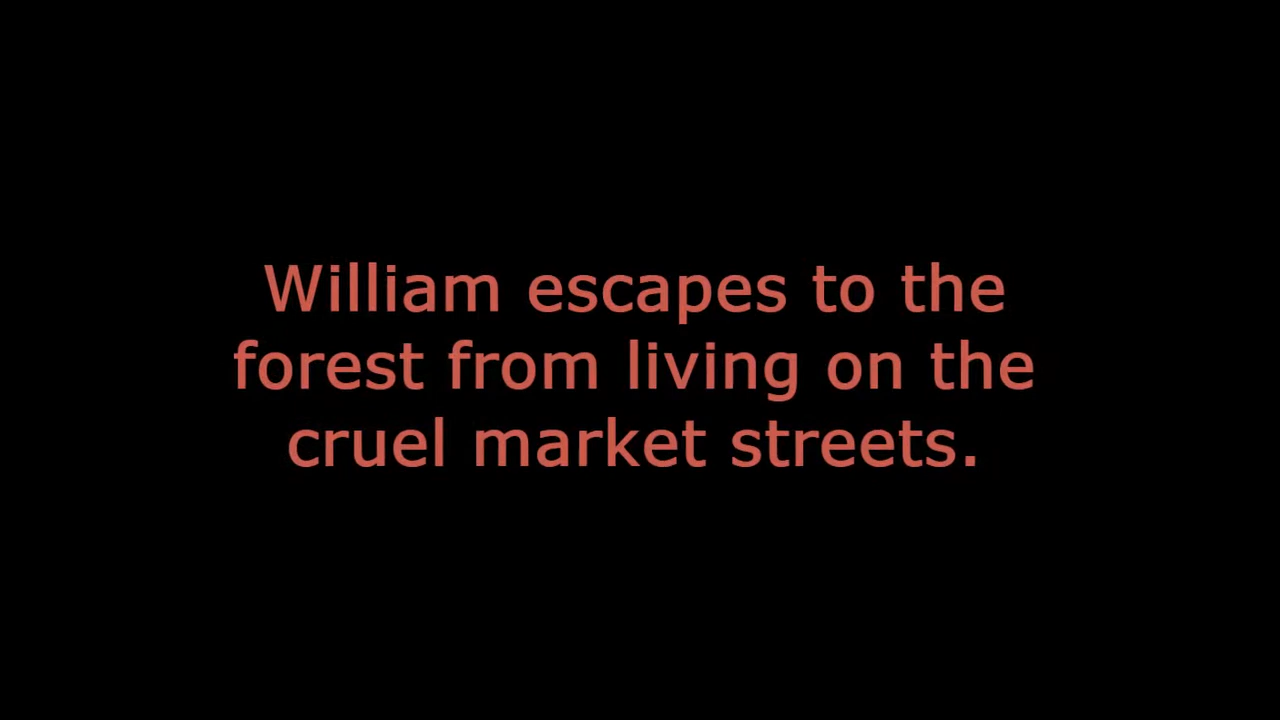 William escapes to the
forest from living on the
cruel market streets.